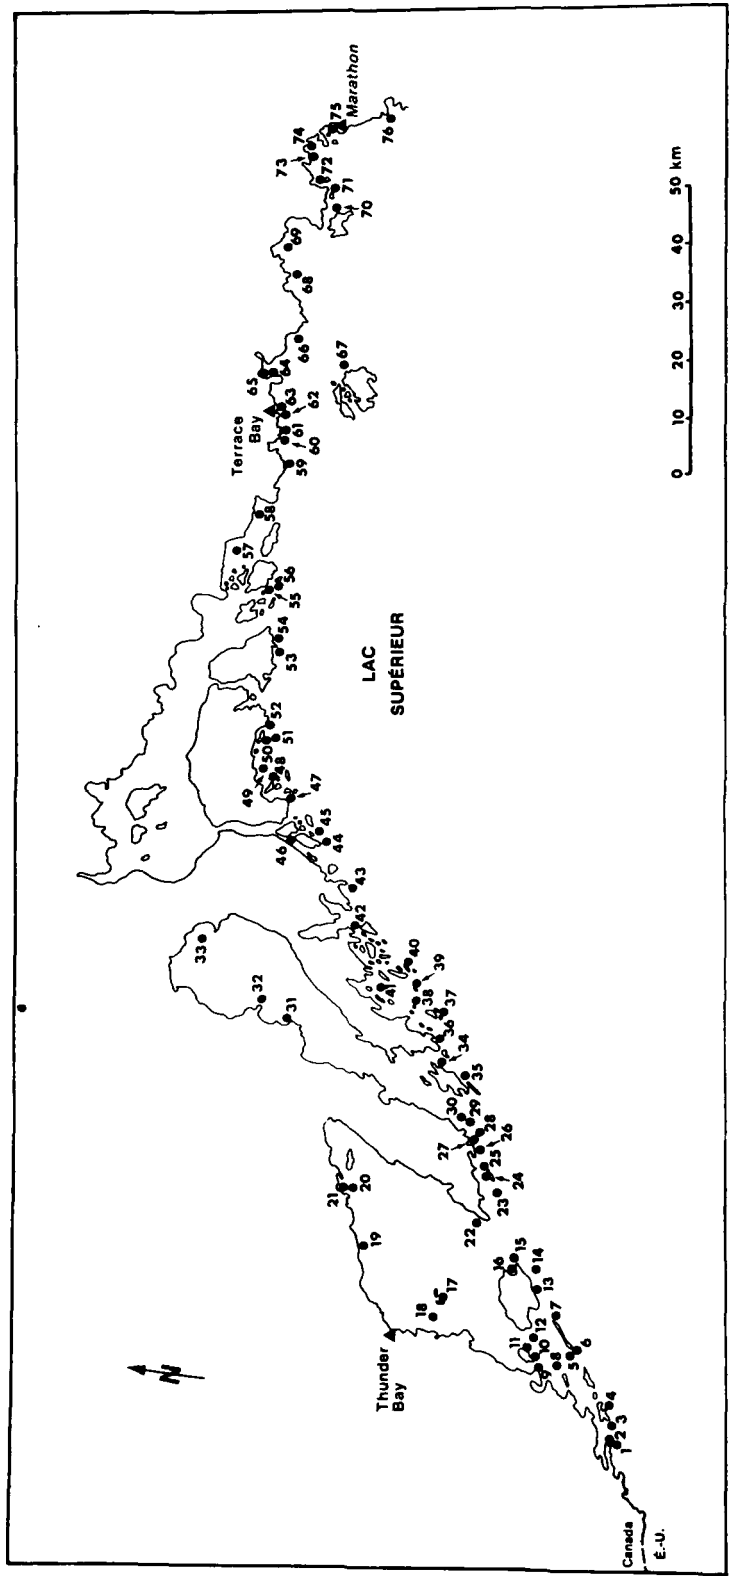 N
Thunder
Bay
Terrace
Bay
Marathon
LAC
SUPÉRIEUR
Canada
É.-U.
0 10 20 30 40 50 km
1 2 3 4
5 6 7 8
9 10 11 12
13 14 15 16
17 18
19
20 21
22 23 24 25 26
27 28 29 30
31 32 33
34 35 36 37
38 39 40 41
42 43
44 45 46 47
48 49 50 51 52
53 54 55 56
57 58
59 60 61 62 63
64 65 66
67
68 69
70 71 72 73 74 75
76